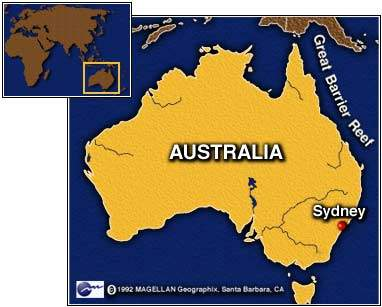 Great Barrier Reef
AUSTRALIA
Sydney
© 1992 MAGELLAN Geographix, Santa Barbara, CA